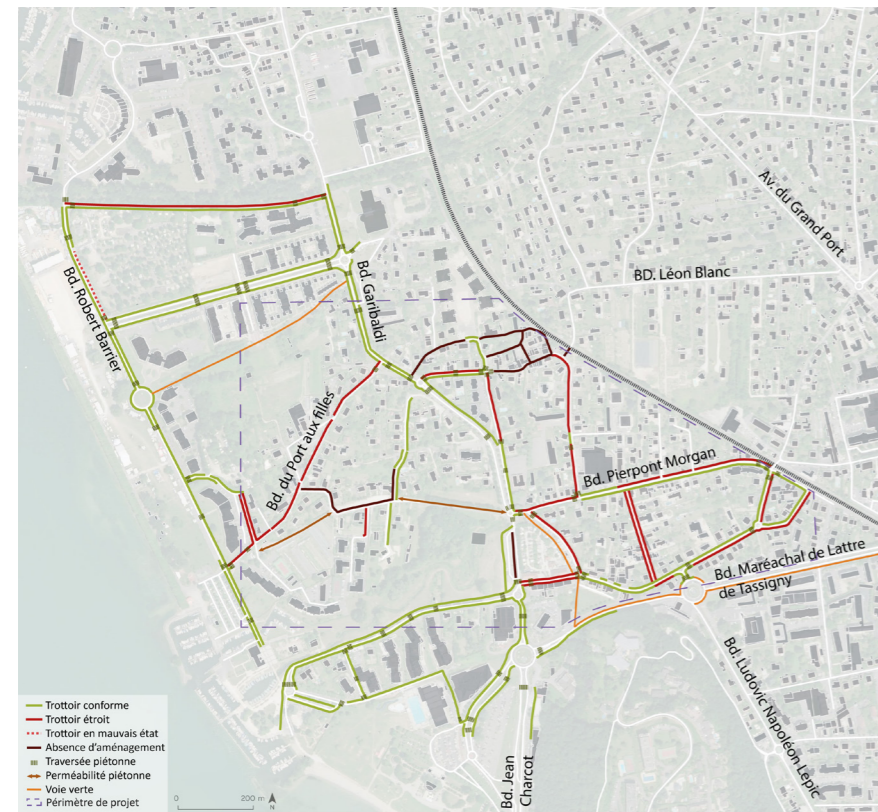 Av. du Grand Port
BD. Léon Blanc
Bd. Garibaldi
Bd. Robert Barrier
Bd. du Port aux filles
Bd. Pierpont Morgan
Bd. Maréachal de Lattre
de Tassigny
Bd. Ludovic Napoléon Lepic
Bd. Jean
Charcot
Trottoir conforme
Trottoir étroit
Trottoir en mauvais état
Absence d'aménagement
Traversée piétonne
Perméabilité piétonne
Voie verte
Périmètre de projet
0 200 m
N